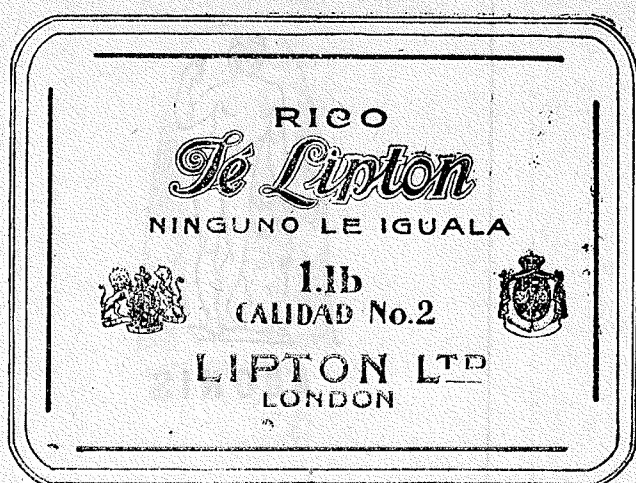 RICO
Té Lipton
NINGUNO LE IGUALA
1.lb
CALIDAD No.2
LIPTON LTD
LONDON